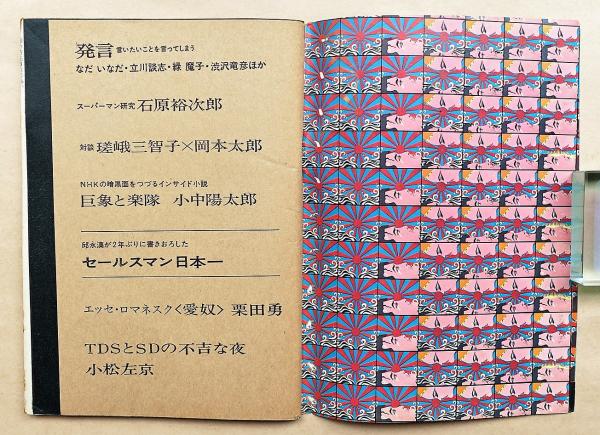 発言 言いたいことを言ってしまう
なだ いなだ・立川談志・緑 魔子・渋沢竜彦ほか
スーパーマン研究 石原裕次郎
対談 瑳峨三智子×岡本太郎
NHKの暗黒面をつづるインサイド小説
巨象と楽隊 小中陽太郎
邱永漢が2年ぶりに書きおろした
セールスマン日本一
エッセ・ロマネスク〈愛奴〉 栗田勇
TDSとSDの不吉な夜
小松左京